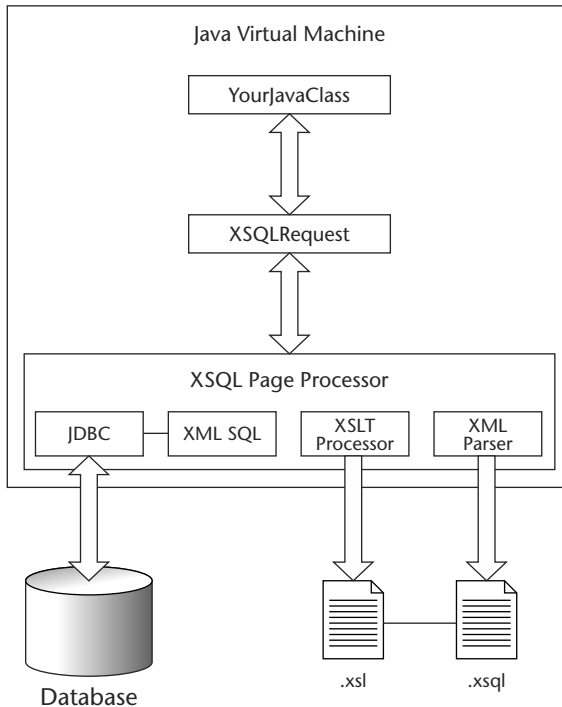 Java Virtual Machine
YourJavaClass
XSQLRequest
XSQL Page Processor
JDBC
XML SQL
XSLT
Processor
XML
Parser
Database
.xsl
.xsql